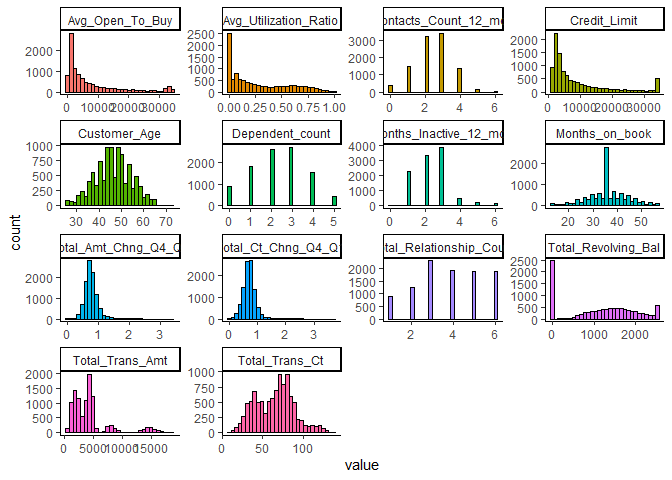 Avg_Open_To_Buy
2000
1000
0
0 10000 20000 30000
Avg_Utilization_Ratio
2500
2000
1500
1000
500
0
0.00 0.25 0.50 0.75 1.00
ontacts_Count_12_mo
3000
2000
1000
0
0 2 4 6
Credit_Limit
2000
1000
0
0 10000 20000 30000
Customer_Age
1000
750
500
250
0
30 40 50 60 70
Dependent_count
2000
1000
0
0 1 2 3 4 5
onths_Inactive_12_mo
4000
3000
2000
1000
0
0 2 4 6
Months_on_book
2000
1000
0
20 30 40 50
otal_Amt_Chng_Q4_Q
2000
1000
0
0 1 2 3
otal_Ct_Chng_Q4_Q
2000
1000
0
0 1 2 3
tal_Relationship_Cou
2000
1500
1000
500
0
1 2 3 4 5 6
Total_Revolving_Bal
2500
2000
1500
1000
500
0
0 1000 2000
Total_Trans_Amt
2000
1500
1000
500
0
0 5000 10000 15000
Total_Trans_Ct
1000
750
500
250
0
0 50 100
count
value